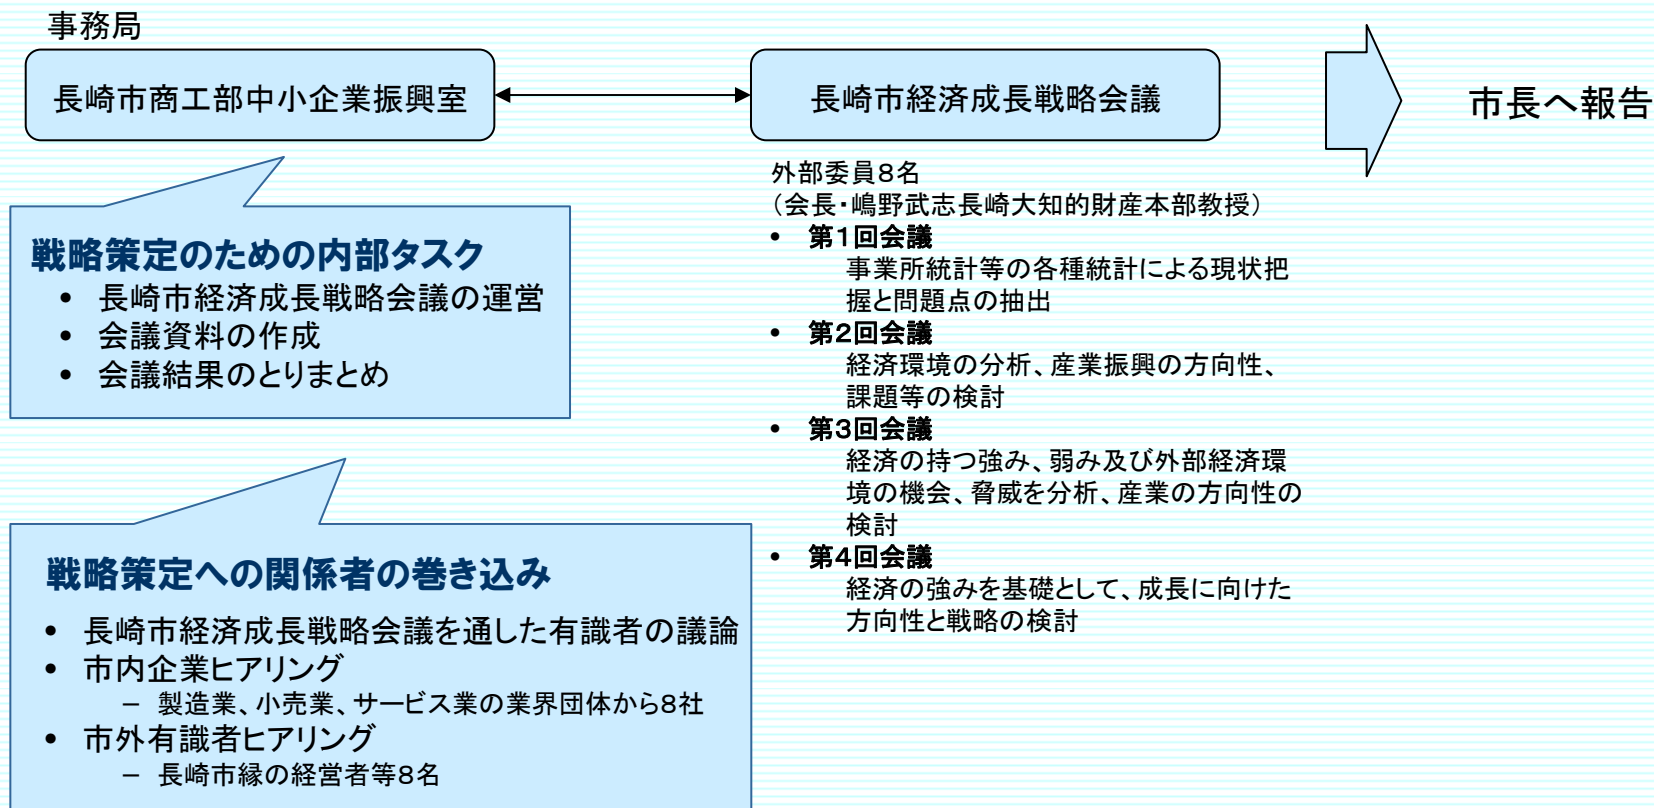 事務局
長崎市商工部中小企業振興室
長崎市経済成長戦略会議
市長へ報告
戦略策定のための内部タスク
• 長崎市経済成長戦略会議の運営
• 会議資料の作成
• 会議結果のとりまとめ
戦略策定への関係者の巻き込み
• 長崎市経済成長戦略会議を通した有識者の議論
• 市内企業ヒアリング
– 製造業、小売業、サービス業の業界団体から8社
• 市外有識者ヒアリング
– 長崎市縁の経営者等8名
外部委員8名
（会長・嶋野武志長崎大知的財産本部教授）
• 第1回会議
事業所統計等の各種統計による現状把
握と問題点の抽出
• 第2回会議
経済環境の分析、産業振興の方向性、
課題等の検討
• 第3回会議
経済の持つ強み、弱み及び外部経済環
境の機会、脅威を分析、産業の方向性の
検討
• 第4回会議
経済の強みを基礎として、成長に向けた
方向性と戦略の検討